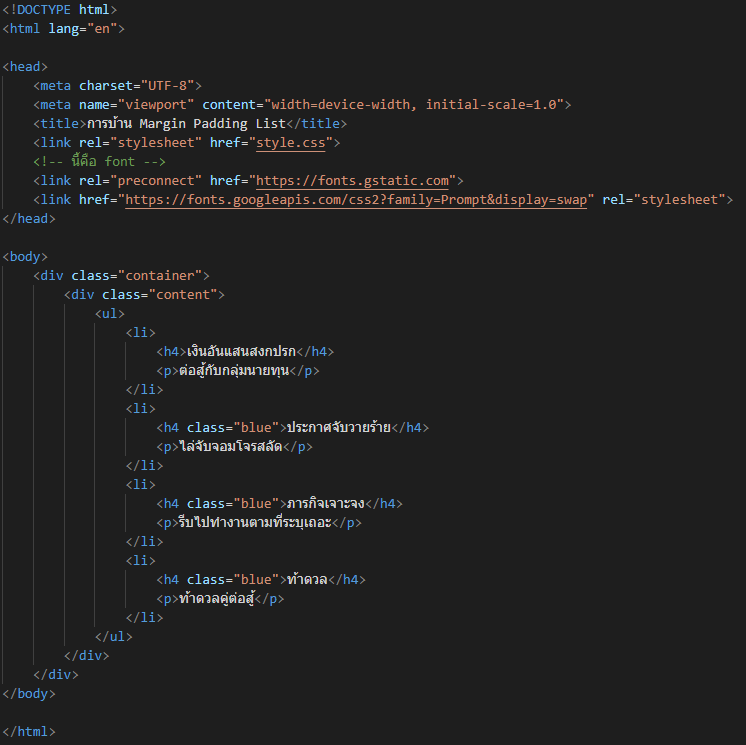 <!DOCTYPE html>
<html lang="en">
<head>
<meta charset="UTF-8">
<meta name="viewport" content="width=device-width, initial-scale=1.0">
<title>การบ้าน Margin Padding List</title>
<link rel="stylesheet" href="style.css">
<!-- นี้คือ font -->
<link rel="preconnect" href="https://fonts.gstatic.com">
<link href="https://fonts.googleapis.com/css2?family=Prompt&display=swap" rel="stylesheet">
</head>
<body>
<div class="container">
<div class="content">
<ul>
<li>
<h4>เงินอันแสนสงกปรก</h4>
<p>ต่อสู้กับกลุ่มนายทุน</p>
</li>
<li>
<h4 class="blue">ประกาศจับวายร้าย</h4>
<p>ไล่จับจอมโจรสลัด</p>
</li>
<li>
<h4 class="blue">ภารกิจเจาะจง</h4>
<p>รีบไปทำงานตามที่ระบุเถอะ</p>
</li>
<li>
<h4 class="blue">ท้าดวล</h4>
<p>ท้าดวลคู่ต่อสู้</p>
</li>
</ul>
</div>
</div>
</body>
</html>